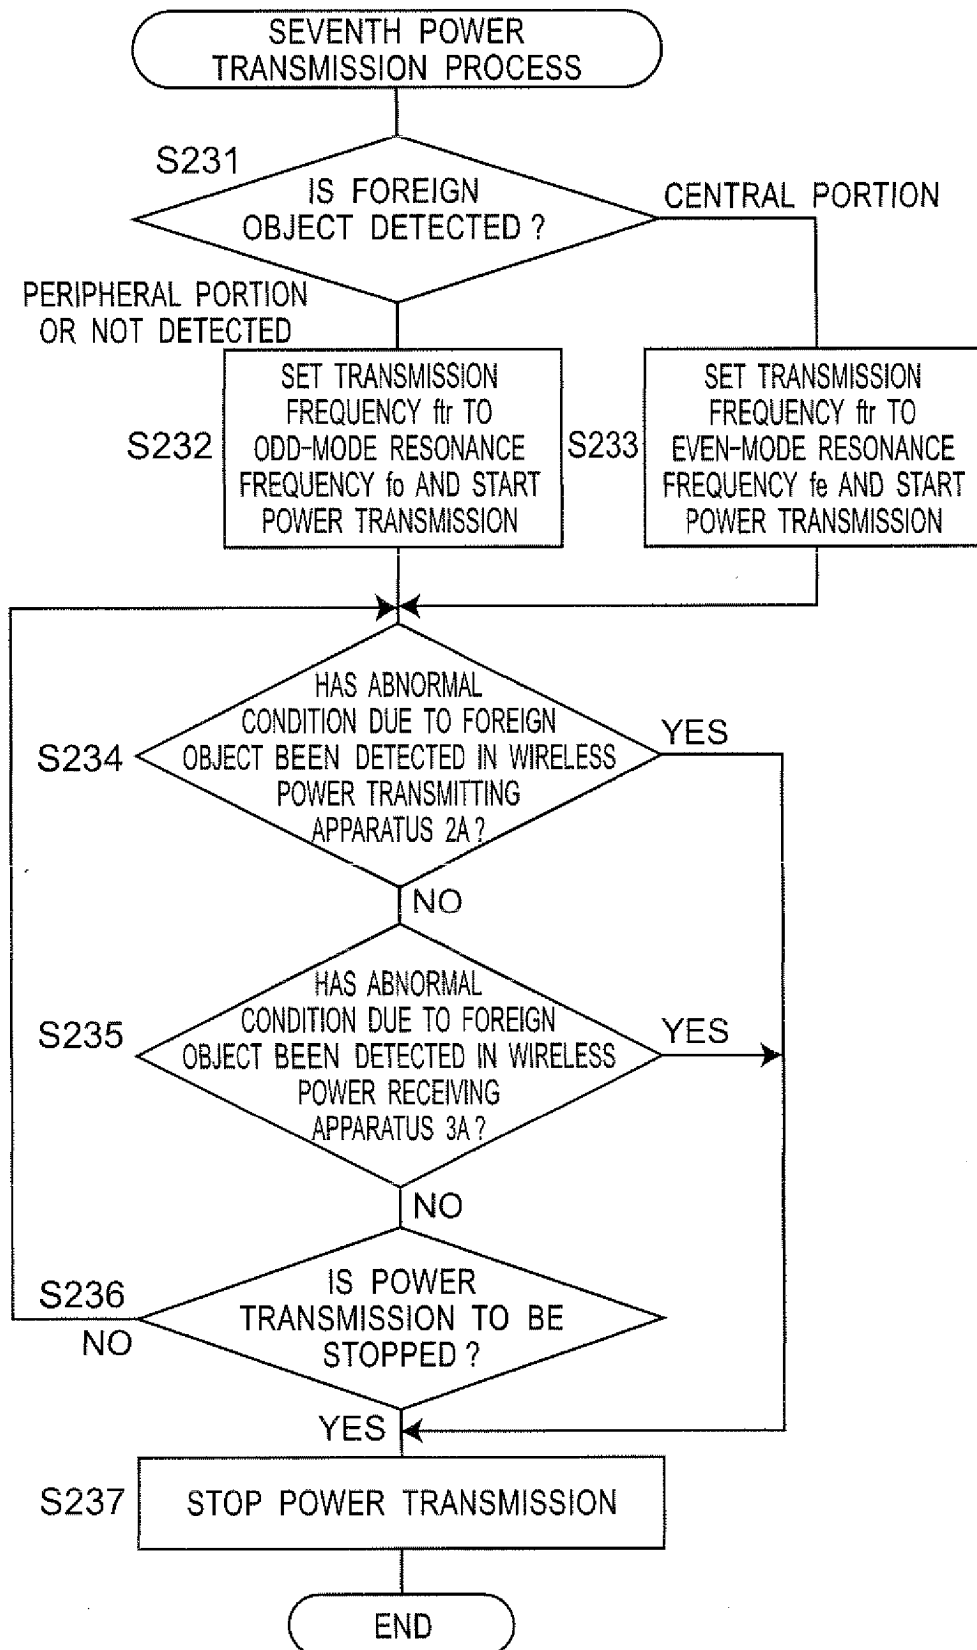 SEVENTH POWER
TRANSMISSION PROCESS
S231
IS FOREIGN
OBJECT DETECTED ?
CENTRAL PORTION
PERIPHERAL PORTION
OR NOT DETECTED
S232
SET TRANSMISSION
FREQUENCY ftr TO
ODD-MODE RESONANCE
FREQUENCY fo AND START
POWER TRANSMISSION
S233
SET TRANSMISSION
FREQUENCY ftr TO
EVEN-MODE RESONANCE
FREQUENCY fe AND START
POWER TRANSMISSION
S234
HAS ABNORMAL
CONDITION DUE TO FOREIGN
OBJECT BEEN DETECTED IN WIRELESS
POWER TRANSMITTING
APPARATUS 2A ?
YES
NO
S235
HAS ABNORMAL
CONDITION DUE TO FOREIGN
OBJECT BEEN DETECTED IN WIRELESS
POWER RECEIVING
APPARATUS 3A ?
YES
NO
S236
IS POWER
TRANSMISSION TO BE
STOPPED ?
NO
YES
S237
STOP POWER TRANSMISSION
END